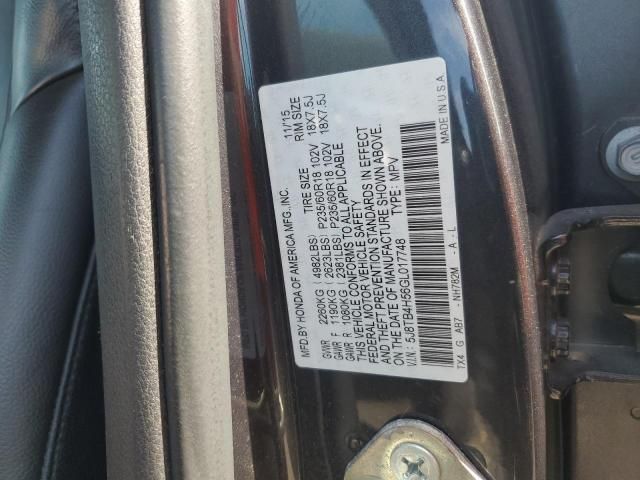 MFD.BY HONDA OF AMERICA MFG.,INC. 11/15
TIRE SIZE RIM SIZE
GVWR 2260KG (4982LBS)
GAWR F 1190KG (2623LBS) P235/60R18 102V 18X7.5J
GAWR R 1080KG (2381LBS) P235/60R18 102V 18X7.5J
THIS VEHICLE CONFORMS TO ALL APPLICABLE
FEDERAL MOTOR VEHICLE SAFETY
AND THEFT PREVENTION STANDARDS IN EFFECT
ON THE DATE OF MANUFACTURE SHOWN ABOVE.
V.I.N.: 5J8TB4H56GL017748 TYPE: MPV
TX4 G AB7 -NH782M -A -L MADE IN U.S.A.